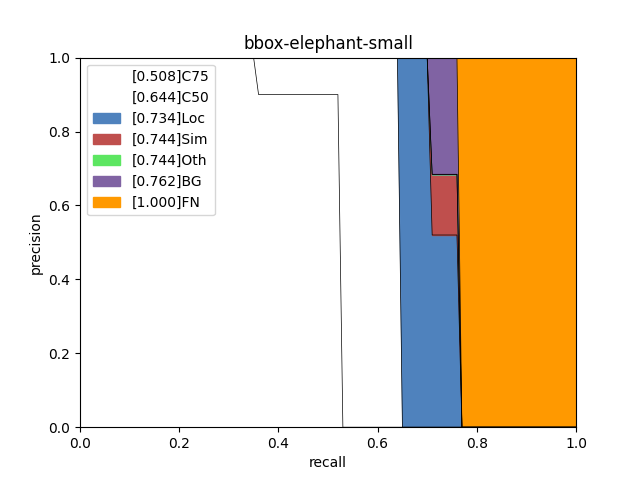 bbox-elephant-small
1.0
0.8
0.6
0.4
0.2
0.0
precision
[0.508]C75
[0.644]C50
[0.734]Loc
[0.744]Sim
[0.744]Oth
[0.762]BG
[1.000]FN
0.0 0.2 0.4 0.6 0.8 1.0
recall